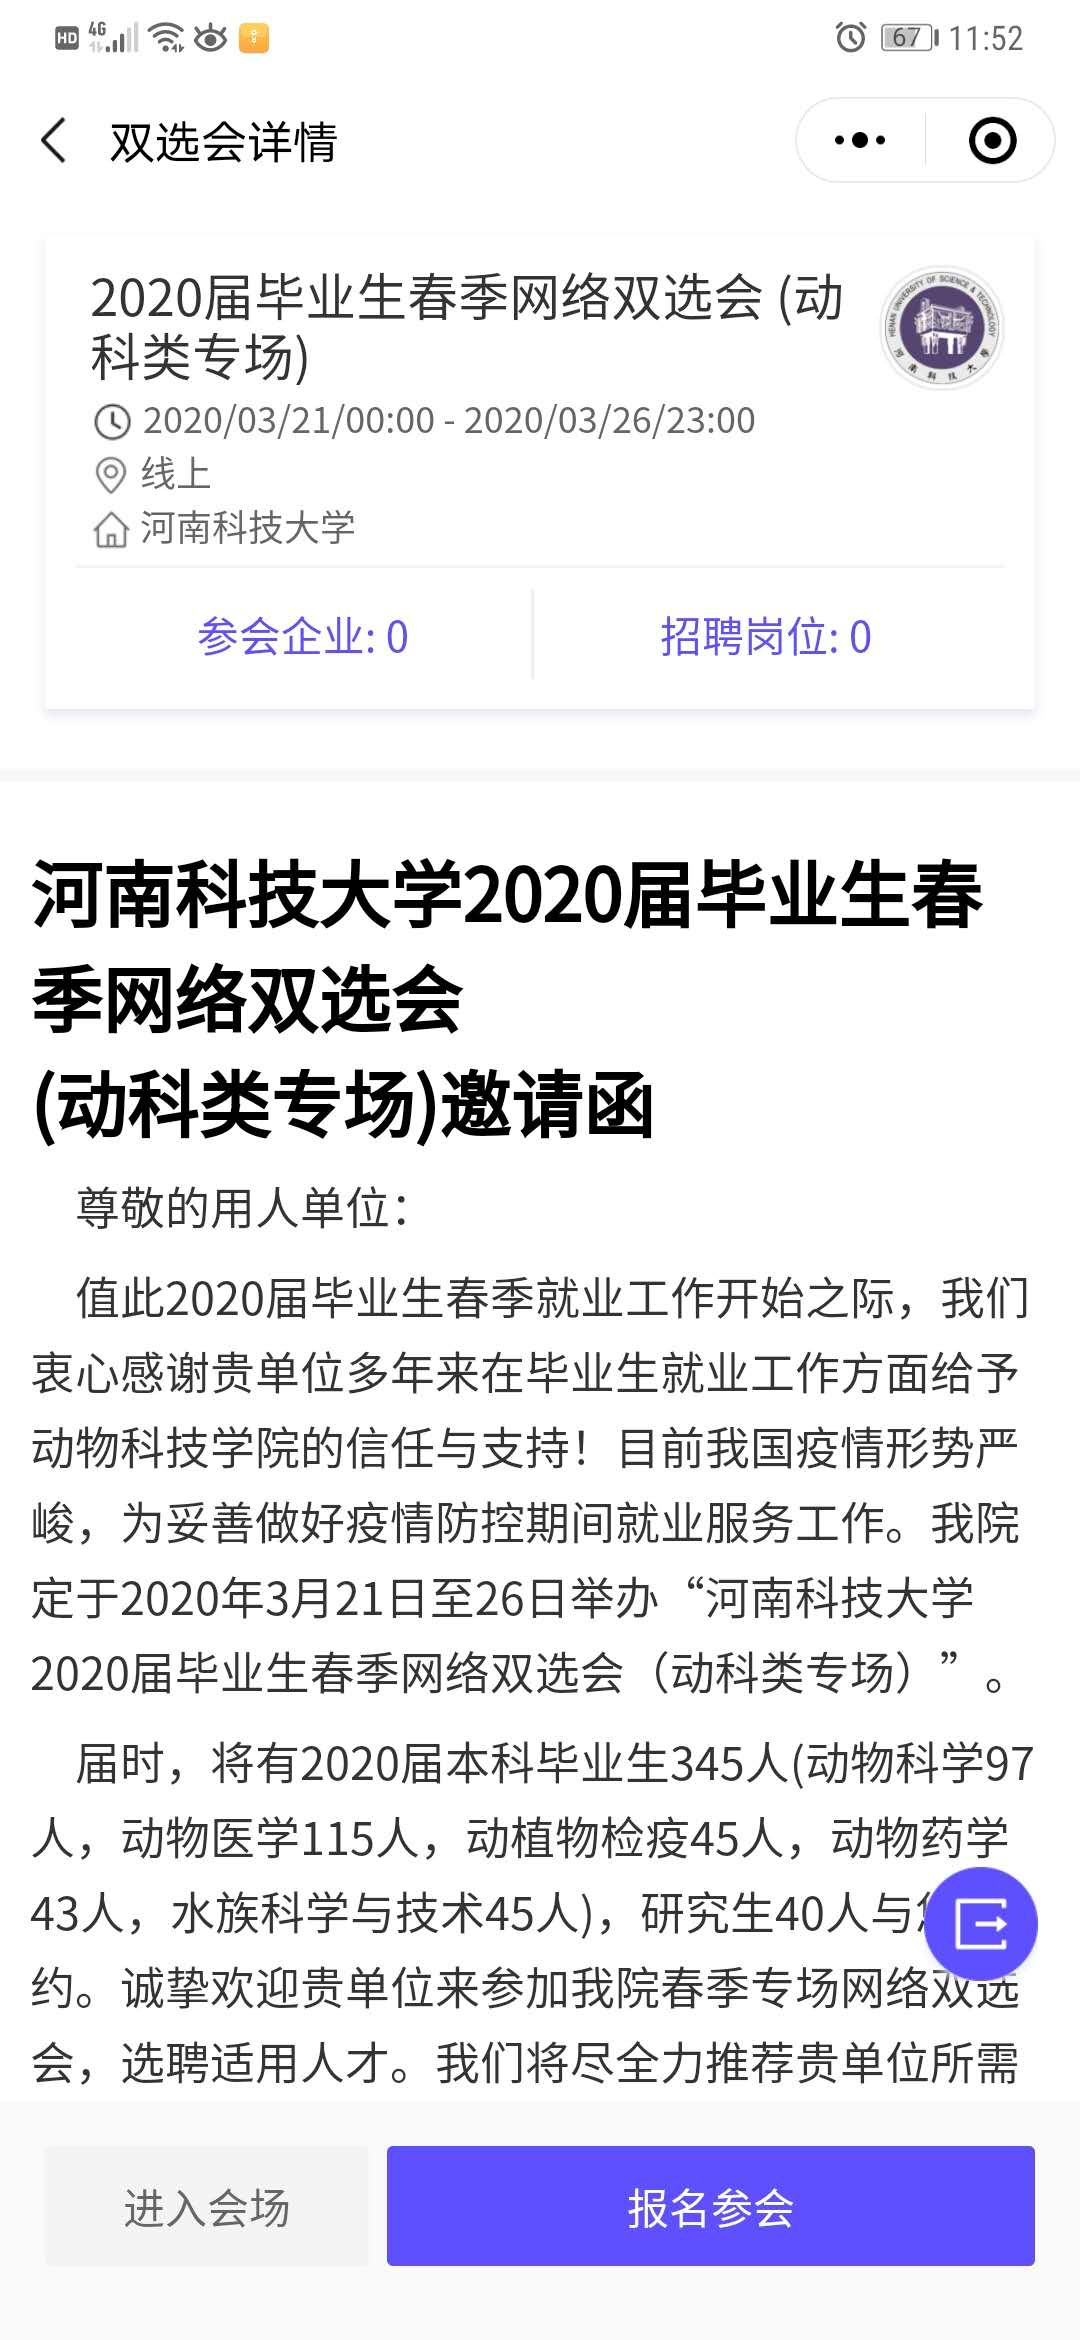 HD 4G 67 11:52
双选会详情
2020届毕业生春季网络双选会 (动
科类专场)
HENAN UNIVERSITY OF SCIENCE & TECHNOLOGY
河南科技大学
2020/03/21/00:00 - 2020/03/26/23:00
线上
河南科技大学
参会企业: 0
招聘岗位: 0
河南科技大学2020届毕业生春
季网络双选会
(动科类专场)邀请函
尊敬的用人单位：
值此2020届毕业生春季就业工作开始之际，我们
衷心感谢贵单位多年来在毕业生就业工作方面给予
动物科技学院的信任与支持！目前我国疫情形势严
峻，为妥善做好疫情防控期间就业服务工作。我院
定于2020年3月21日至26日举办“河南科技大学
2020届毕业生春季网络双选会（动科类专场）”。
届时，将有2020届本科毕业生345人(动物科学97
人，动物医学115人，动植物检疫45人，动物药学
43人，水族科学与技术45人)，研究生40人与
约。诚挚欢迎贵单位来参加我院春季专场网络双选
会，选聘适用人才。我们将尽全力推荐贵单位所需
进入会场
报名参会